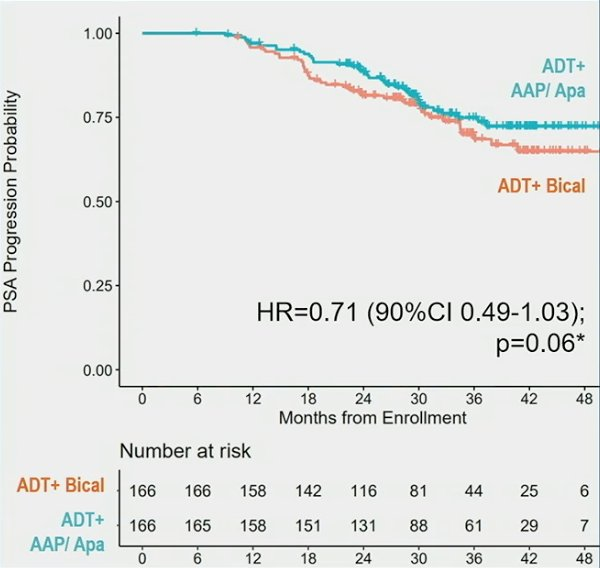 PSA Progression Probability
1.00
0.75
0.50
0.25
0.00
ADT+
AAP/ Apa
ADT+ Bical
HR=0.71 (90%CI 0.49-1.03);
p=0.06*
0 6 12 18 24 30 36 42 48
Months from Enrollment
Number at risk
ADT+ Bical 166 166 158 142 116 81 44 25 6
ADT+
AAP/ Apa 166 165 158 151 131 88 61 29 7
0 6 12 18 24 30 36 42 48